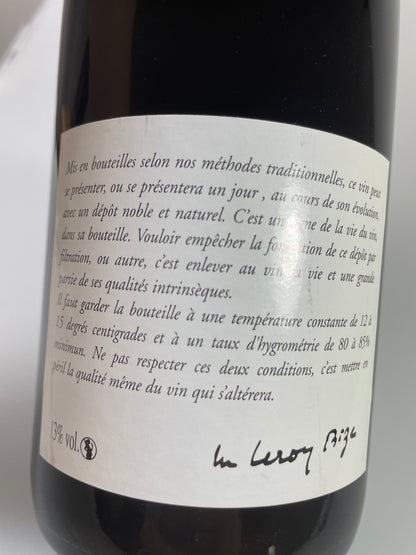 Mis en bouteilles selon nos méthodes traditionnelles, ce vin peut
se présenter, ou se présentera un jour , au cours de son évolution,
avec un dépôt noble et naturel. C'est un signe de la vie du vin,
dans sa bouteille. Vouloir empêcher la formation de ce dépôt par
filtration, ou autre, c'est enlever au vin sa vie et une grande
partie de ses qualités intrinsèques.
Il faut garder la bouteille à une température constante de 12 à
15 degrés centigrades et à un taux d'hygrométrie de 80 à 85%
minimun. Ne pas respecter ces deux conditions, c'est mettre en
péril la qualité même du vin qui s'altérera.
13% vol.
Leroy Bize